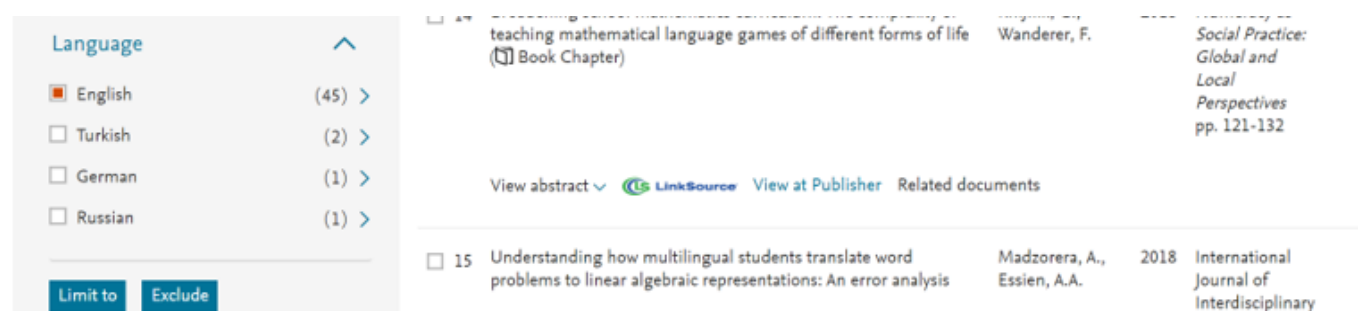 Language
English (45)
Turkish (2)
German (1)
Russian (1)
Limit to Exclude
14
teaching mathematical language games of different forms of life
(Book Chapter)
Wanderer, F.
Social Practice:
Global and
Local
Perspectives
pp. 121-132
View abstract LinkSource View at Publisher Related documents
15 Understanding how multilingual students translate word
problems to linear algebraic representations: An error analysis
Madzorera, A.,
Essien, A.A.
2018
International
Journal of
Interdisciplinary